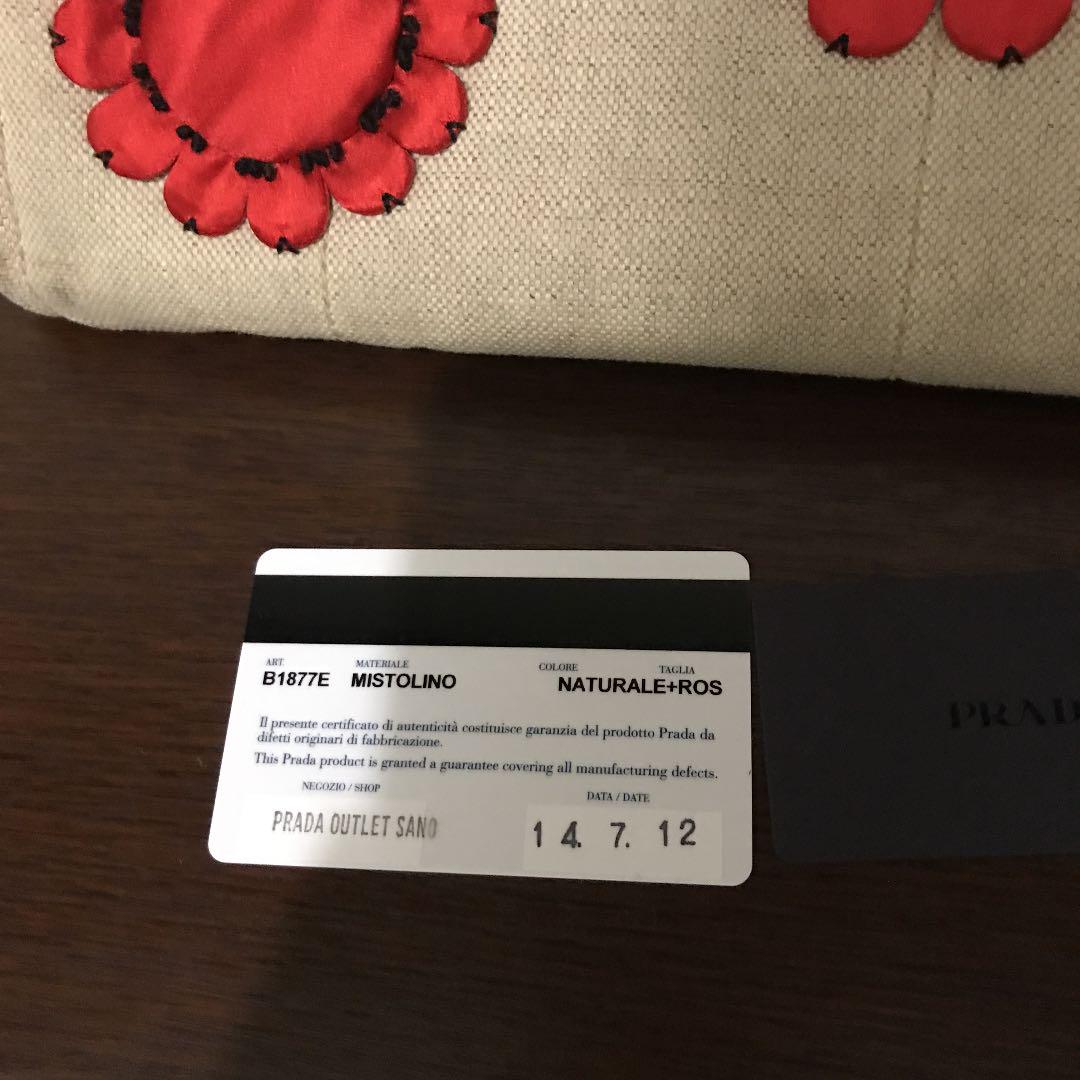 ART.
MATERIALE
COLORE
TAGLIA
B1877E
MISTOLINO
NATURALE+ROS
Il presente certificato di autenticità costituisce garanzia del prodotto Prada da
difetti originari di fabbricazione.
This Prada product is granted a guarantee covering all manufacturing defects.
NEGOZIO / SHOP
DATA / DATE
PRADA OUTLET SANO
14. 7. 12
PRAD